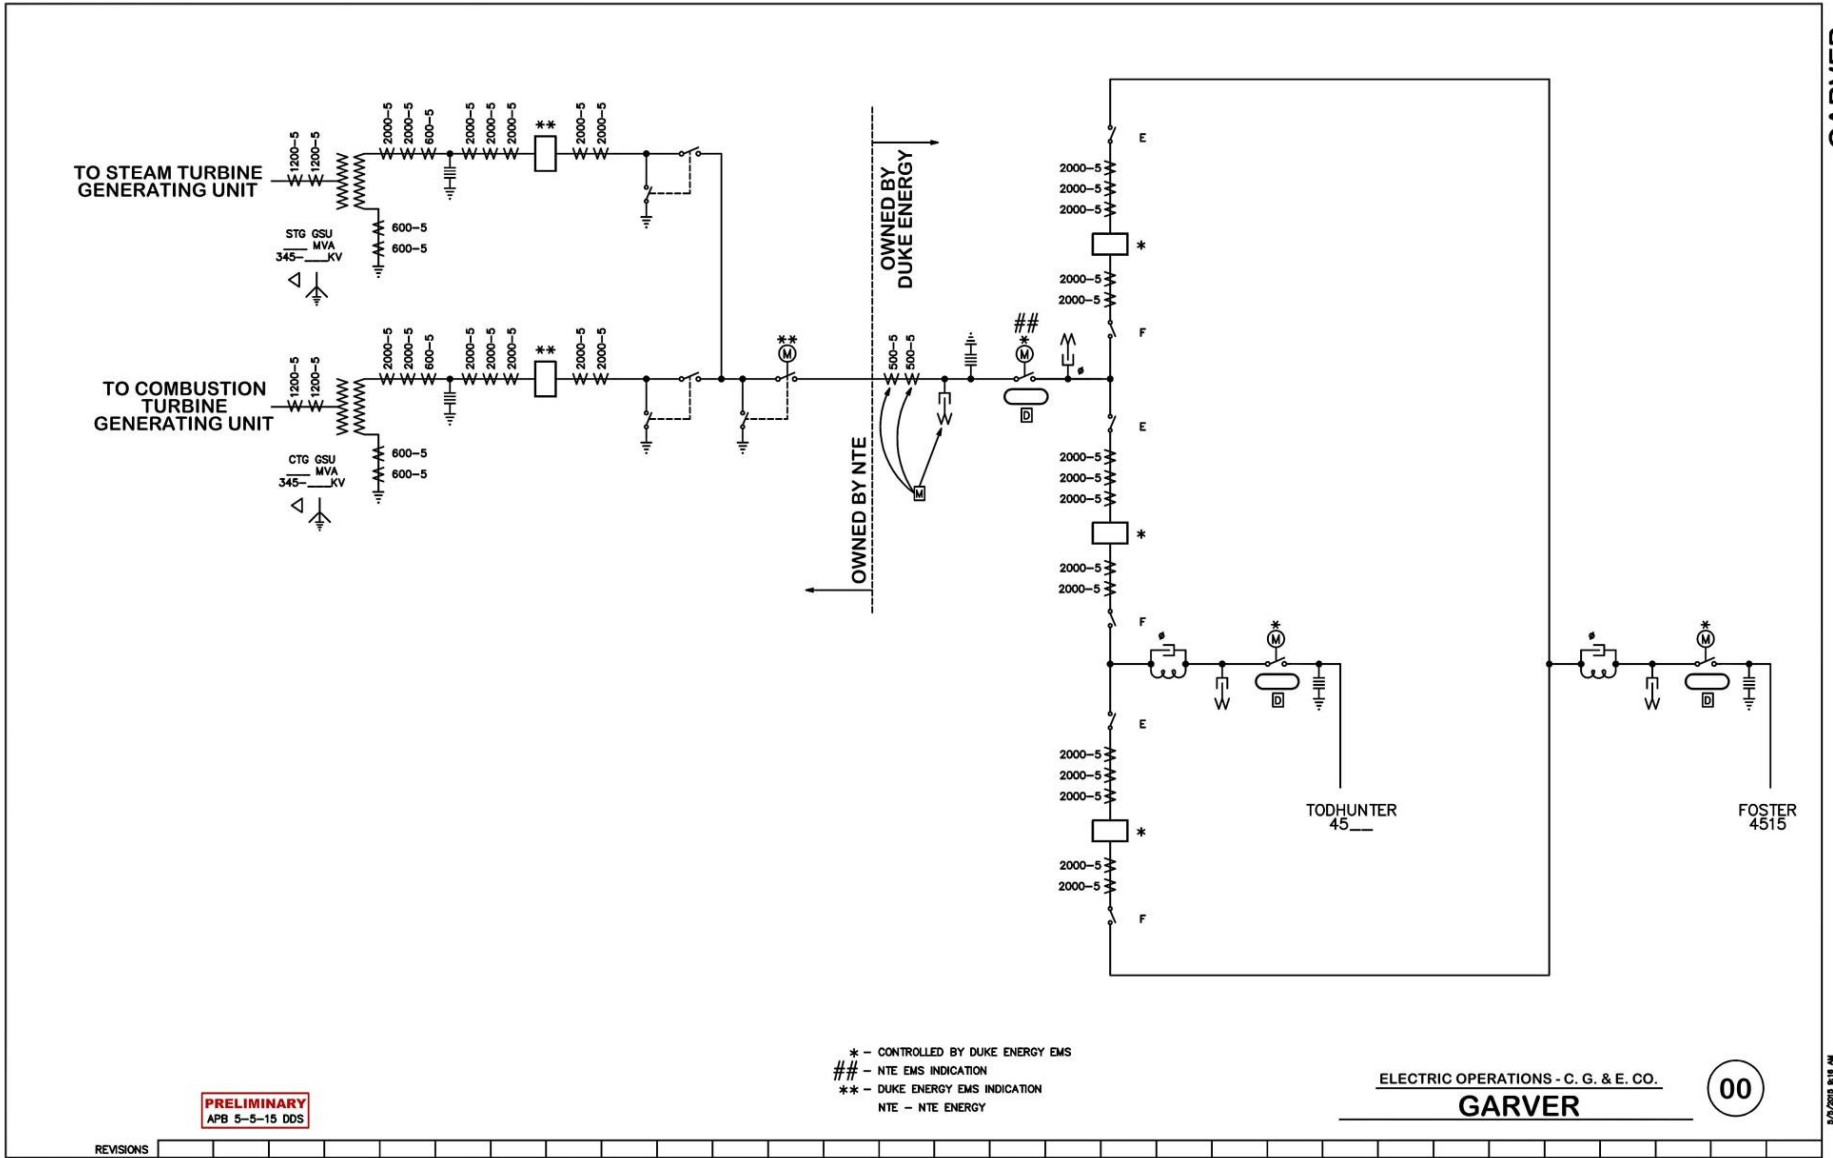 GARVER
TO STEAM TURBINE
GENERATING UNIT
1200-5
1200-5
2000-5
2000-5
600-5
2000-5
2000-5
2000-5
**
2000-5
2000-5
600-5
600-5
STG GSU
___ MVA
345-___KV
TO COMBUSTION
TURBINE
GENERATING UNIT
1200-5
1200-5
2000-5
2000-5
600-5
2000-5
2000-5
2000-5
**
2000-5
2000-5
600-5
600-5
CTG GSU
___ MVA
345-___KV
**
M
OWNED BY
DUKE ENERGY
OWNED BY NTE
500-5
500-5
M
##
*
M
D
ø
E
2000-5
2000-5
2000-5
*
2000-5
2000-5
F
E
2000-5
2000-5
2000-5
*
2000-5
2000-5
F
E
2000-5
2000-5
2000-5
*
2000-5
2000-5
F
ø
*
M
D
TODHUNTER
45__
ø
*
M
D
FOSTER
4515
* - CONTROLLED BY DUKE ENERGY EMS
## - NTE EMS INDICATION
** - DUKE ENERGY EMS INDICATION
NTE - NTE ENERGY
PRELIMINARY
APB 5-5-15 DDS
ELECTRIC OPERATIONS - C. G. & E. CO.
GARVER
00
REVISIONS